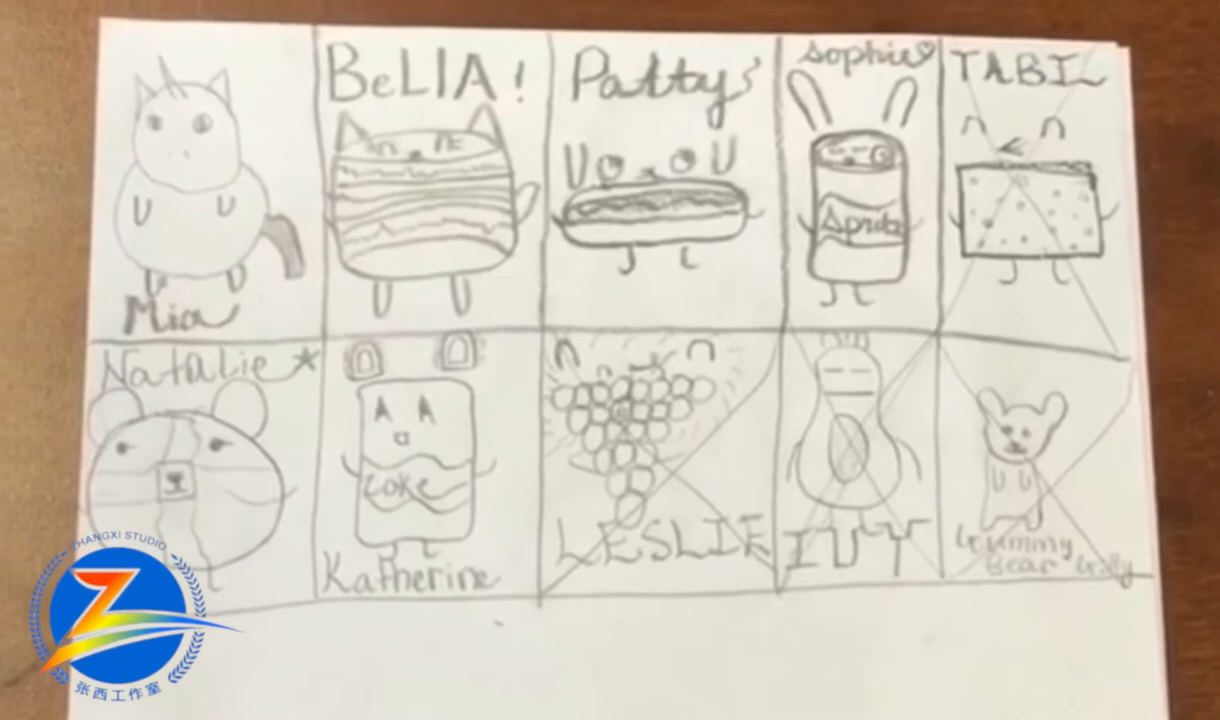 BeLIA!
Patty
Sophie
TABI
Sprite
Mia
Natalie
Coke
Katherine
LESLIE
Gummy
Bear
ZHANGXI STUDIO
张西工作室